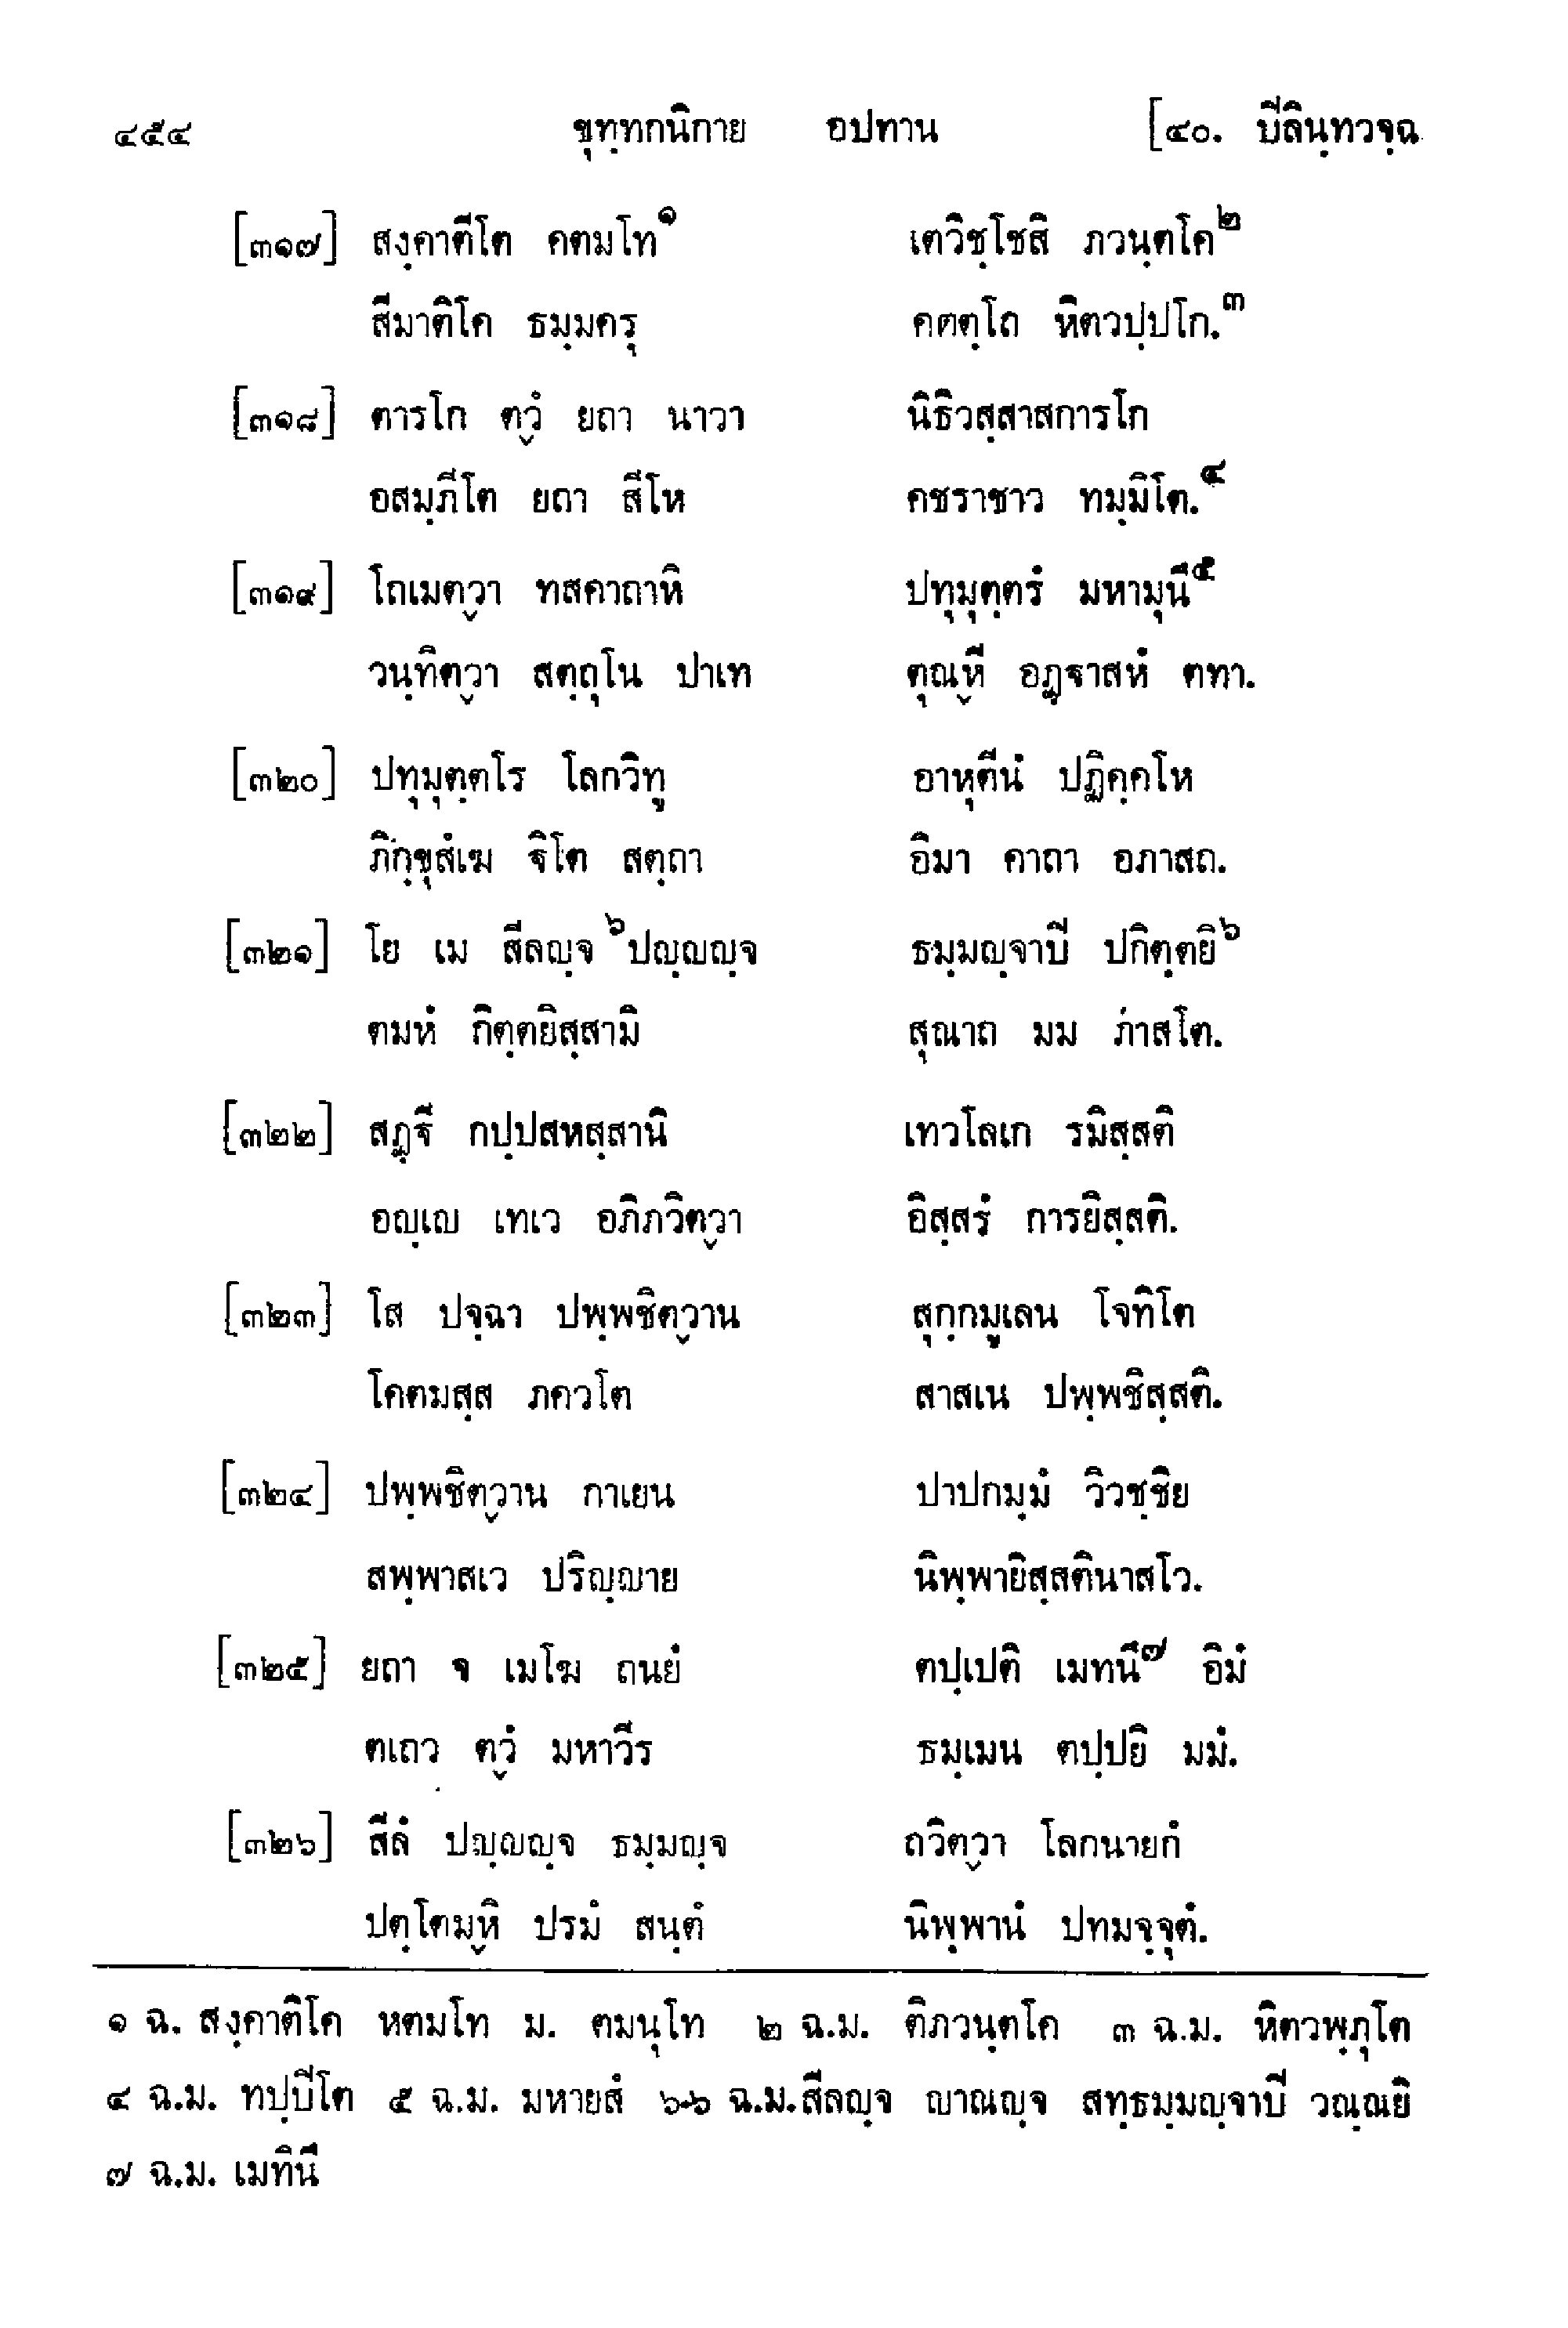 ๔๕๔ ขุทฺทกนิกาย อปทาน [๔๐. ปีลินฺทวจฺฉ
[๓๑๗] สงฺคาตีโต คตมโท๑ เตวิชฺโชสิ ภวนฺตโค๒
สีมาติโค ธมฺมครุ คตตฺโถ หิตวปฺปโก.๓
[๓๑๘] ตารโก ตฺวํ ยถา นาวา นิธิวสฺสาสการโก
อสมฺภีโต ยถา สีโห คชราชาว ทมฺมิโต.๔
[๓๑๙] โถเมตฺวา ทสคาถาหิ ปทุมุตฺตรํ มหามุนึ๕
วนฺทิตฺวา สตฺถุโน ปาเท ตุณฺหี อฏฺฐาสหํ ตทา.
[๓๒๐] ปทุมุตฺตโร โลกวิทู อาหุตีนํ ปฏิคฺคโห
ภิกฺขุสํเฆ ฐิโต สตฺถา อิมา คาถา อภาสถ.
[๓๒๑] โย เม สีลญฺจ ๖ปญฺญญฺจ ธมฺมญฺจาปี ปกิตฺตยิ๖
ตมหํ กิตฺตยิสฺสามิ สุณาถ มม ภาสโต.
[๓๒๒] สฏฺฐี กปฺปสหสฺสานิ เทวโลเก รมิสฺสติ
อญฺเญ เทเว อภิภวิตฺวา อิสฺสรํ การยิสฺสติ.
[๓๒๓] โส ปจฺฉา ปพฺพชิตฺวาน สุกฺกมูเลน โจทิโต
โคตมสฺส ภควโต สาสเน ปพฺพชิสฺสติ.
[๓๒๔] ปพฺพชิตฺวาน กาเยน ปาปกมฺมํ วิวชฺชิย
สพฺพาสเว ปริญฺญาย นิพฺพายิสฺสตินาสโว.
[๓๒๕] ยถา จ เมโฆ ถนยํ ตปฺเปติ เมทนึ๗ อิมํ
ตเถว ตฺวํ มหาวีร ธมฺเมน ตปฺปยิ มมํ.
[๓๒๖] สีลํ ปญฺญญฺจ ธมฺมญฺจ ถวิตฺวา โลกนายกํ
ปตฺโตมฺหิ ปรมํ สนฺตํ นิพฺพานํ ปทมจฺจุตํ.
๑ ฉ. สงฺคาติโค หตมโท ม. ตมนุโท ๒ ฉ.ม. ติภวนฺตโค ๓ ฉ.ม. หิตวพฺภุโต
๔ ฉ.ม. ทปฺปีโต ๕ ฉ.ม. มหายสํ ๖-๖ ฉ.ม.สีลญฺจ ญาณญฺจ สทฺธมฺมญฺจาปี วณฺณยิ
๗ ฉ.ม. เมทินึ